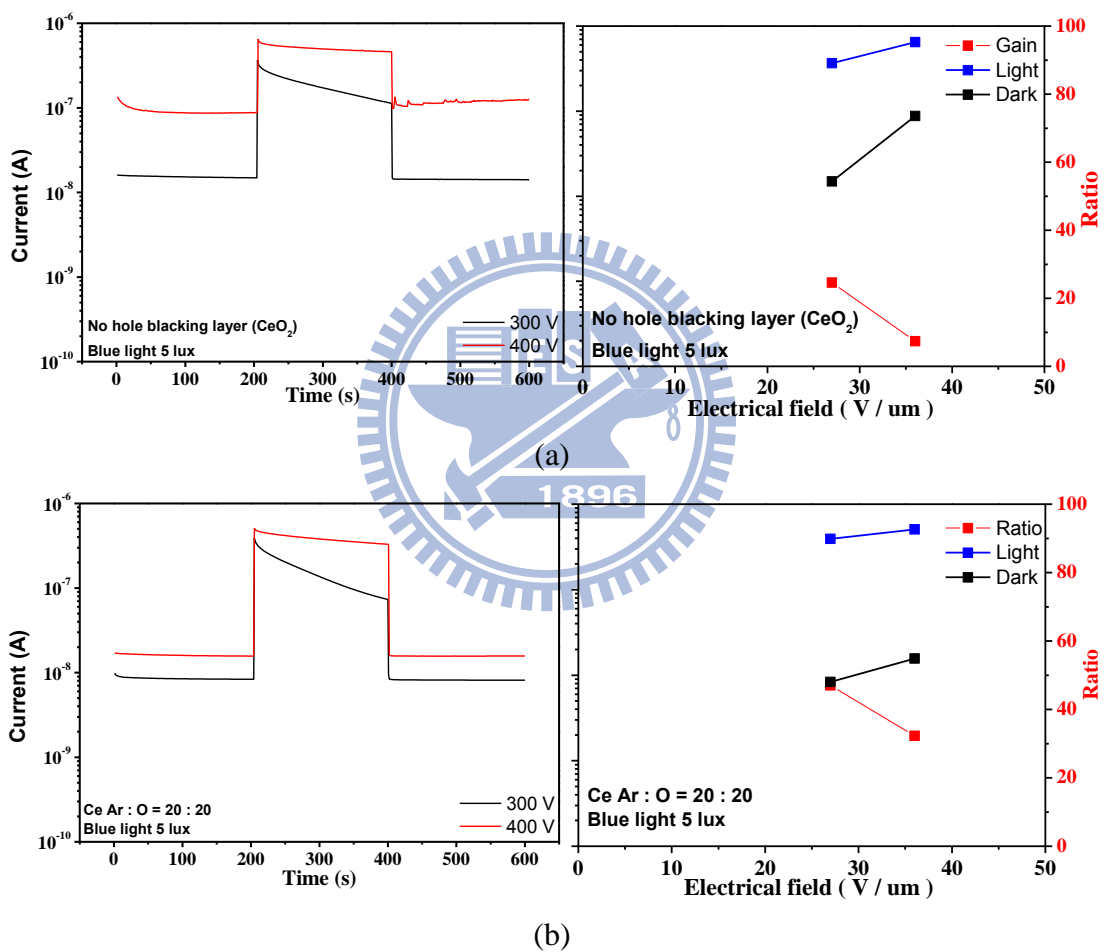 10⁻⁶
10⁻⁷
10⁻⁸
10⁻⁹
10⁻¹⁰
Current (A)
No hole blacking layer (CeO₂)
Blue light 5 lux
300 V
400 V
0 100 200 300 400 500 600
Time (s)
Gain
Light
Dark
100
80
60
40
20
0
Ratio
No hole blacking layer (CeO₂)
Blue light 5 lux
0 10 20 30 40 50
Electrical field ( V / um )
(a)
1896
10⁻⁶
10⁻⁷
10⁻⁸
10⁻⁹
10⁻¹⁰
Current (A)
Ce Ar : O = 20 : 20
Blue light 5 lux
300 V
400 V
0 100 200 300 400 500 600
Time (s)
Ratio
Light
Dark
100
80
60
40
20
0
Ratio
Ce Ar : O = 20 : 20
Blue light 5 lux
0 10 20 30 40 50
Electrical field ( V / um )
(b)